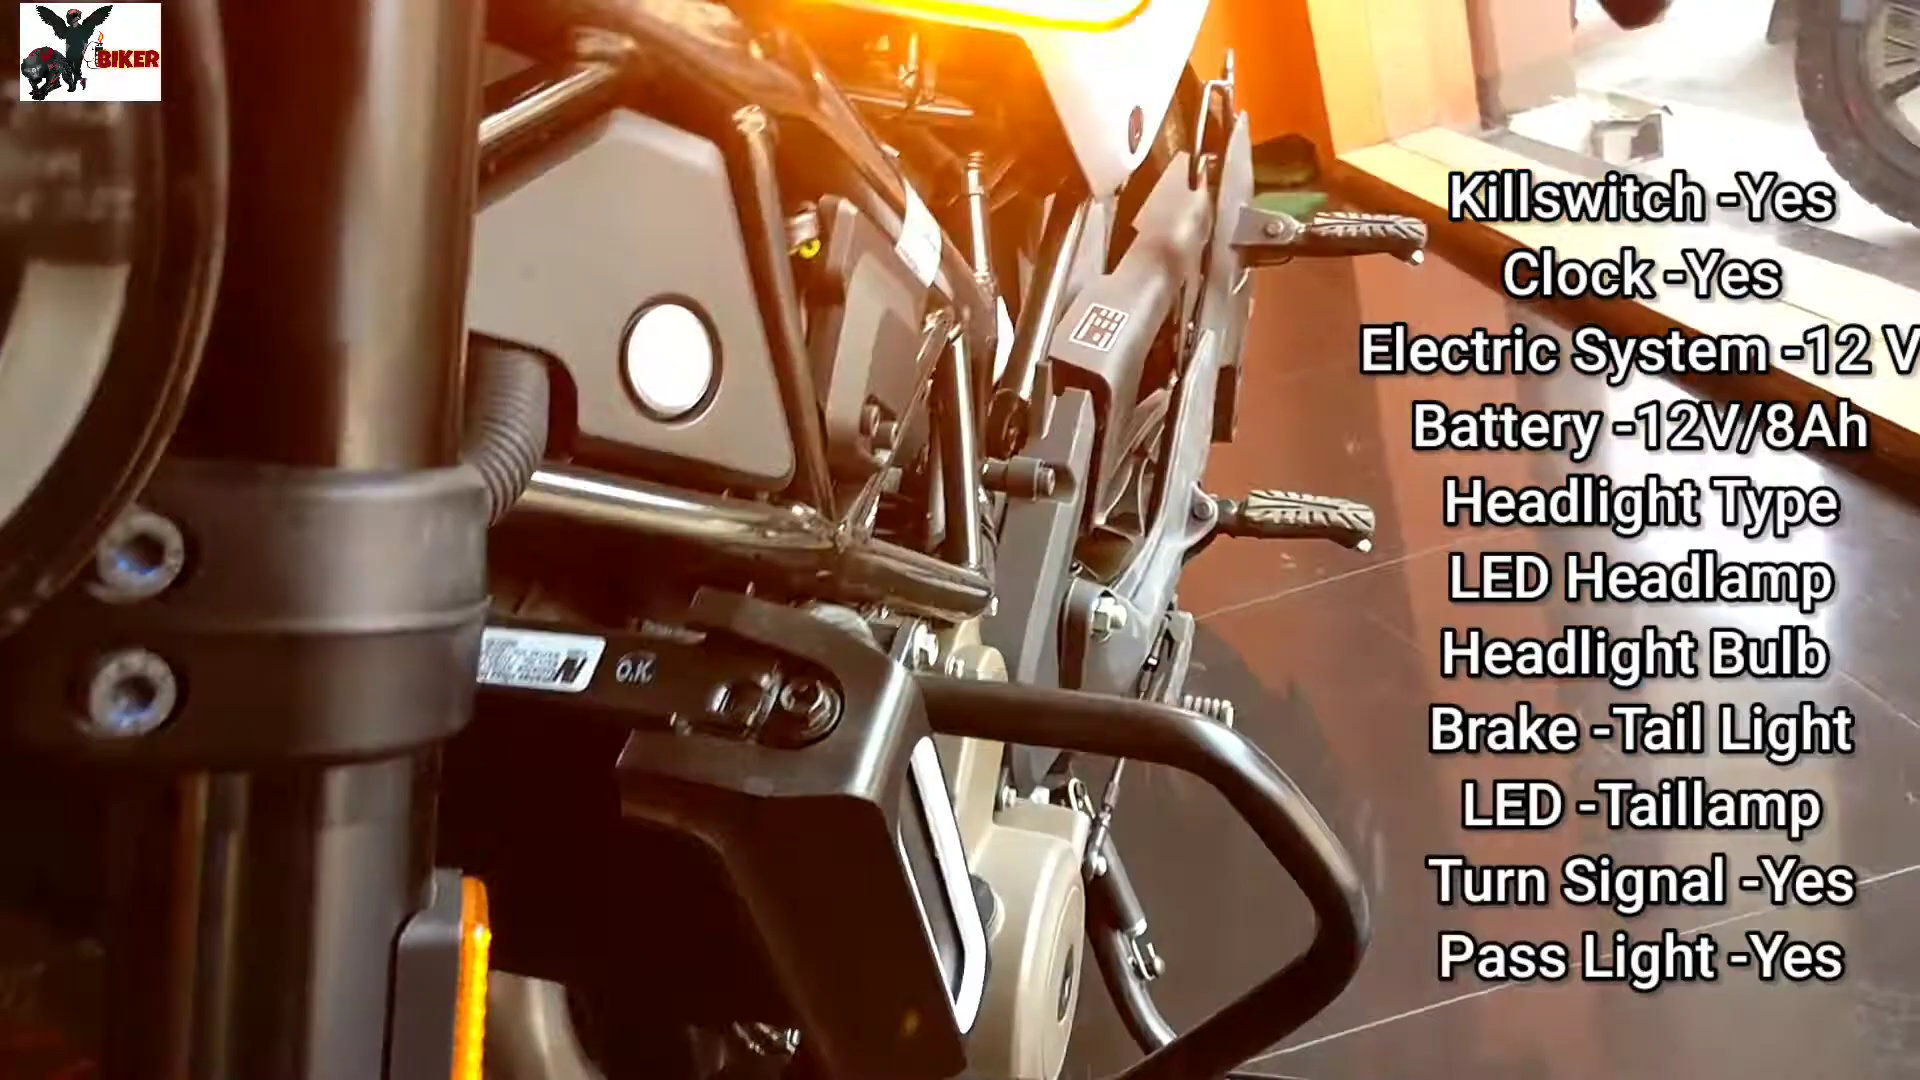 BIKER
Killswitch -Yes
Clock -Yes
Electric System -12 V
Battery -12V/8Ah
Headlight Type
LED Headlamp
Headlight Bulb
Brake -Tail Light
LED -Taillamp
Turn Signal -Yes
Pass Light -Yes
O.K